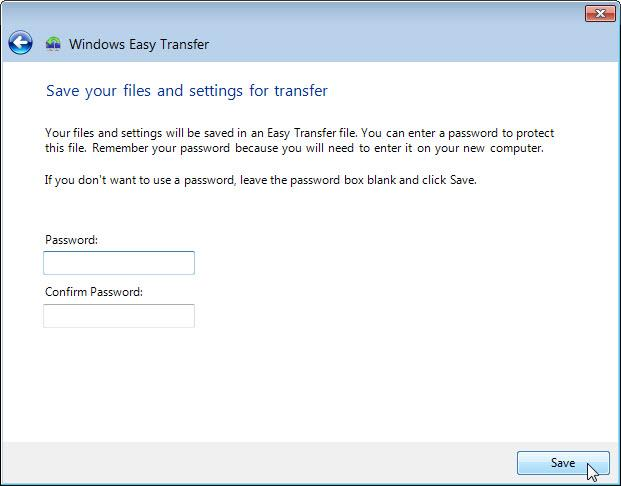 Windows Easy Transfer
Save your files and settings for transfer
Your files and settings will be saved in an Easy Transfer file. You can enter a password to protect
this file. Remember your password because you will need to enter it on your new computer.
If you don't want to use a password, leave the password box blank and click Save.
Password:
Confirm Password:
Save